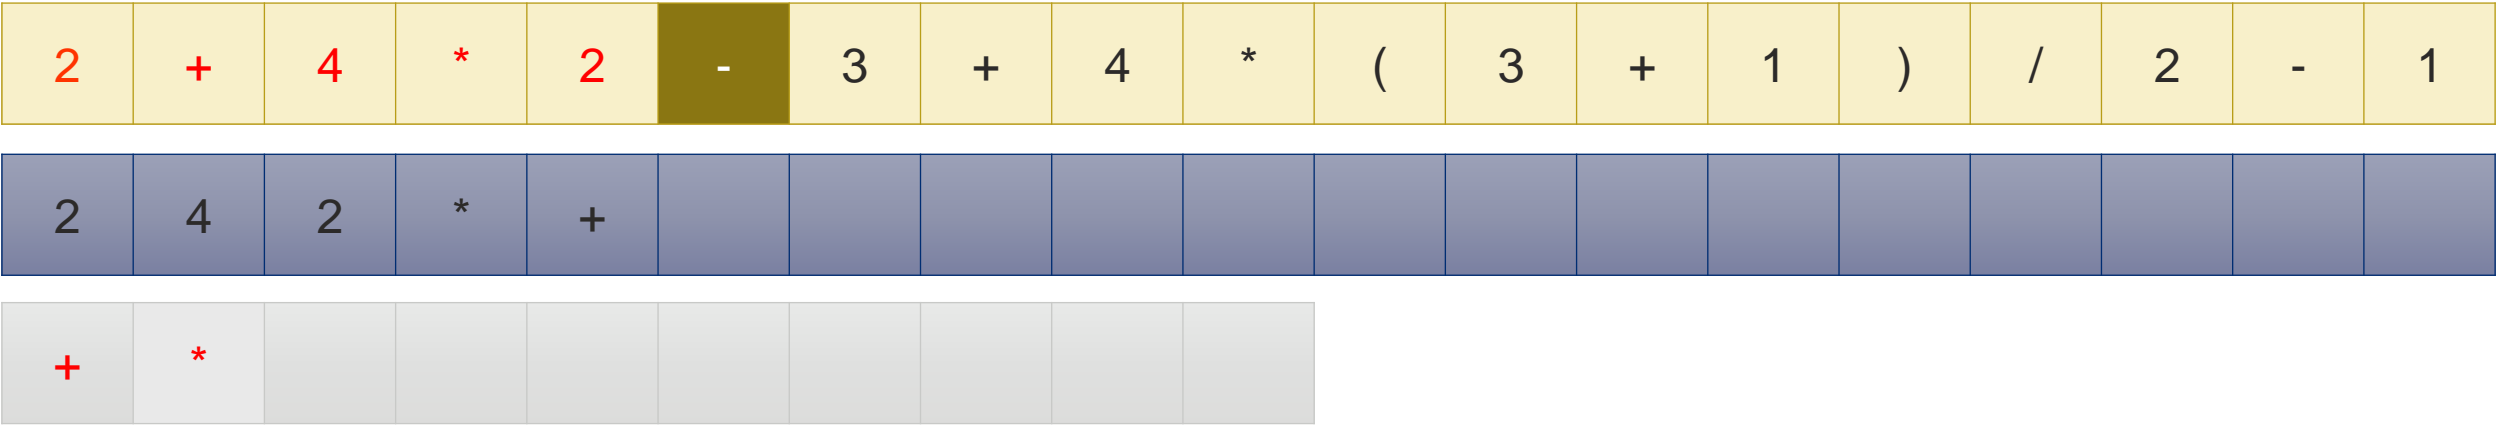 2 + 4 * 2 - 3 + 4 * ( 3 + 1 ) / 2 - 1
2 4 2 * +
+ *